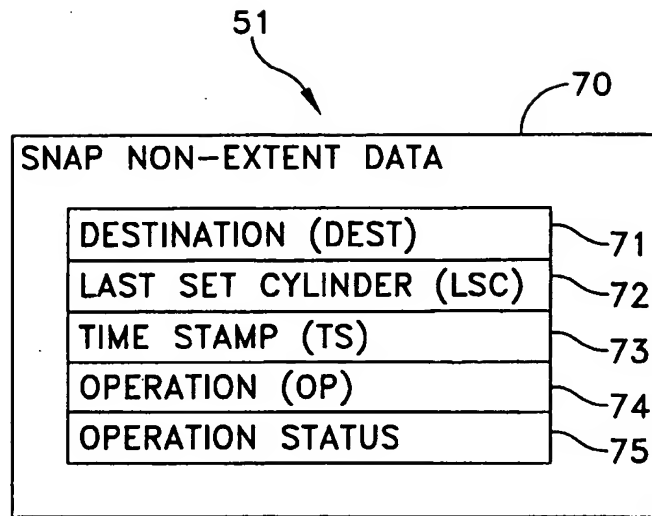 51
70
SNAP NON-EXTENT DATA
DESTINATION (DEST) 71
LAST SET CYLINDER (LSC) 72
TIME STAMP (TS) 73
OPERATION (OP) 74
OPERATION STATUS 75